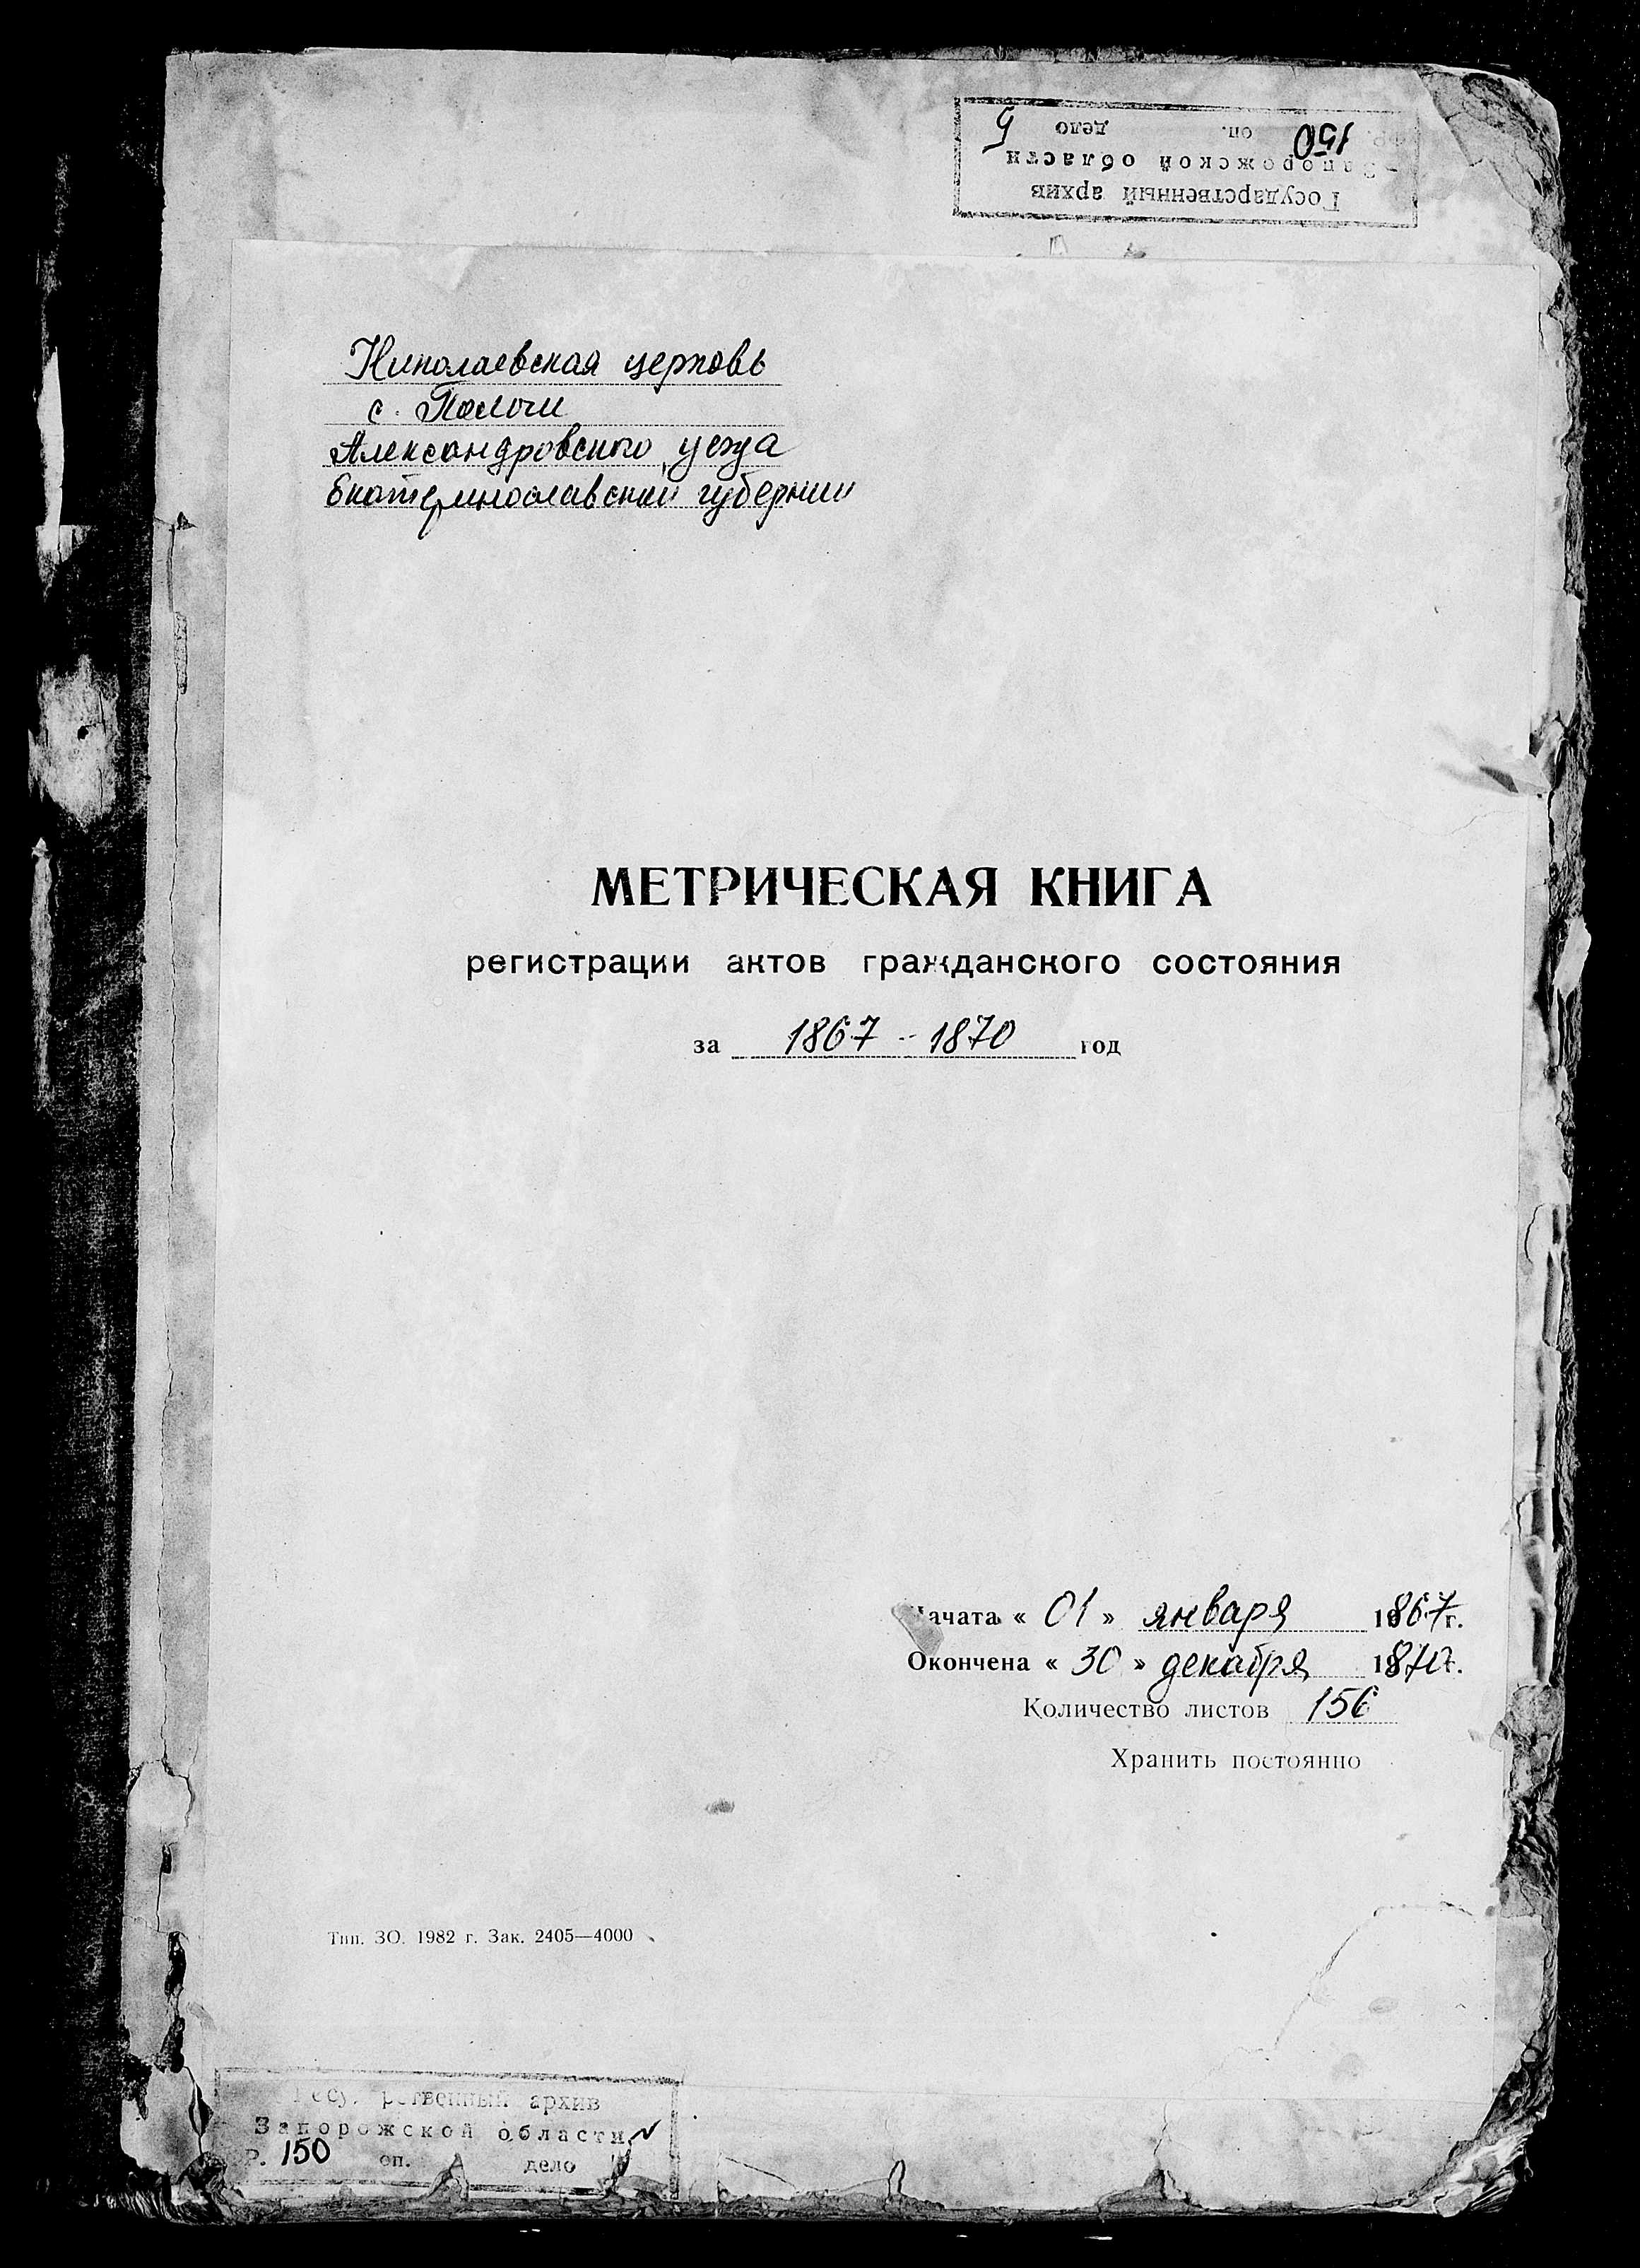 Государственный архив
Запорожской области
Р. 150 оп. дело 5
Николаевская церковь
с. Пологи
Александровского уезда
Екатеринославской губернии
МЕТРИЧЕСКАЯ КНИГА
регистрации актов гражданского состояния
за 1867 - 1870 год
Начата « 01 » января 1867 г.
Окончена « 30 » декабря 1870 г.
Количество листов 156
Хранить постоянно
Тип. ЗО. 1982 г. Зак. 2405—4000
Государственный архив
Запорожской области
Р. 150 оп. дело